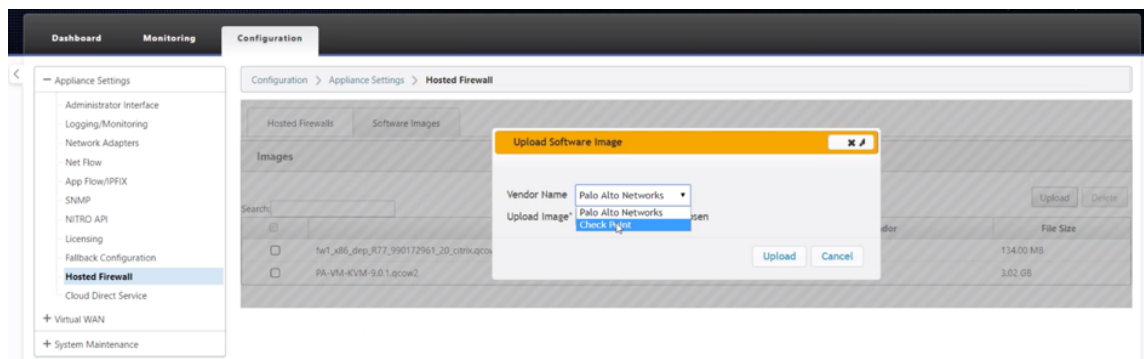 Dashboard Monitoring Configuration
− Appliance Settings
Administrator Interface
Logging/Monitoring
Network Adapters
Net Flow
App Flow/IPFIX
SNMP
NITRO API
Licensing
Fallback Configuration
Hosted Firewall
Cloud Direct Service
+ Virtual WAN
+ System Maintenance
Configuration > Appliance Settings > Hosted Firewall
Hosted Firewalls Software Images
Images
Search:
Upload Delete
dor File Size
fw1_x86_dep_R77_990172961_20_citrix.qcow 134.00 MB
PA-VM-KVM-9.0.1.qcow2 3.02 GB
Upload Software Image
Vendor Name Palo Alto Networks
Palo Alto Networks
Check Point
Upload Image* sen
Upload Cancel